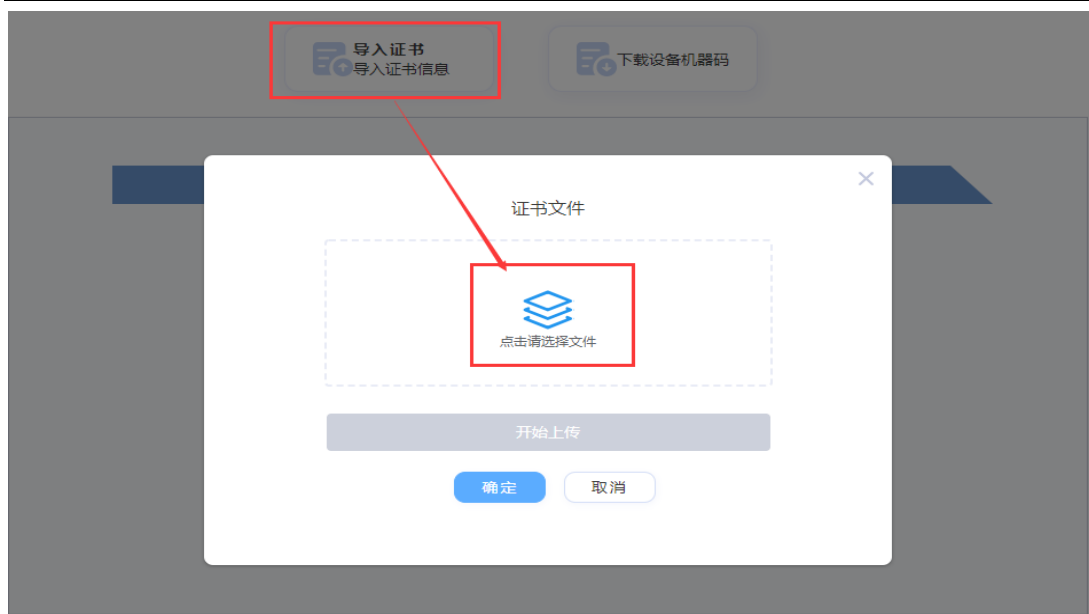 导入证书
导入证书信息
下载设备机器码
证书文件
点击请选择文件
开始上传
确定
取消